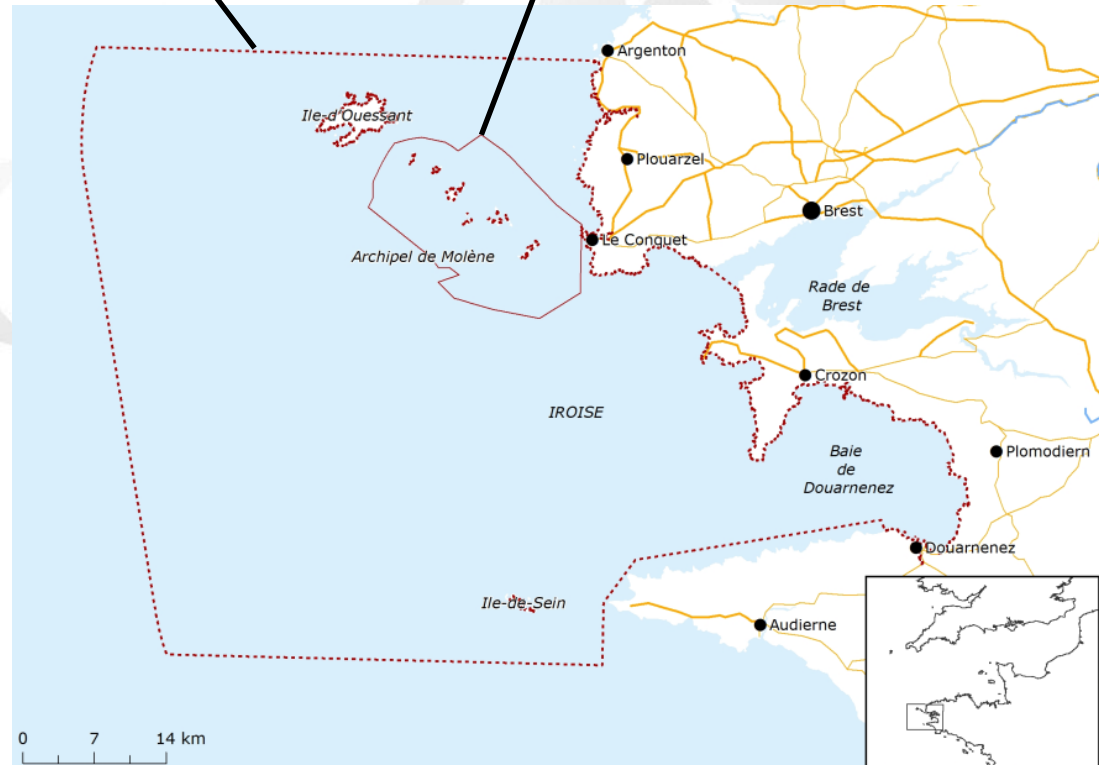 Argenton
Ile-d'Ouessant
Plouarzel
Brest
Le Conquet
Archipel de Molène
Rade de
Brest
Crozon
IROISE
Baie
de
Douarnenez
Plomodiern
Douarnenez
Ile-de-Sein
Audierne
0 7 14 km